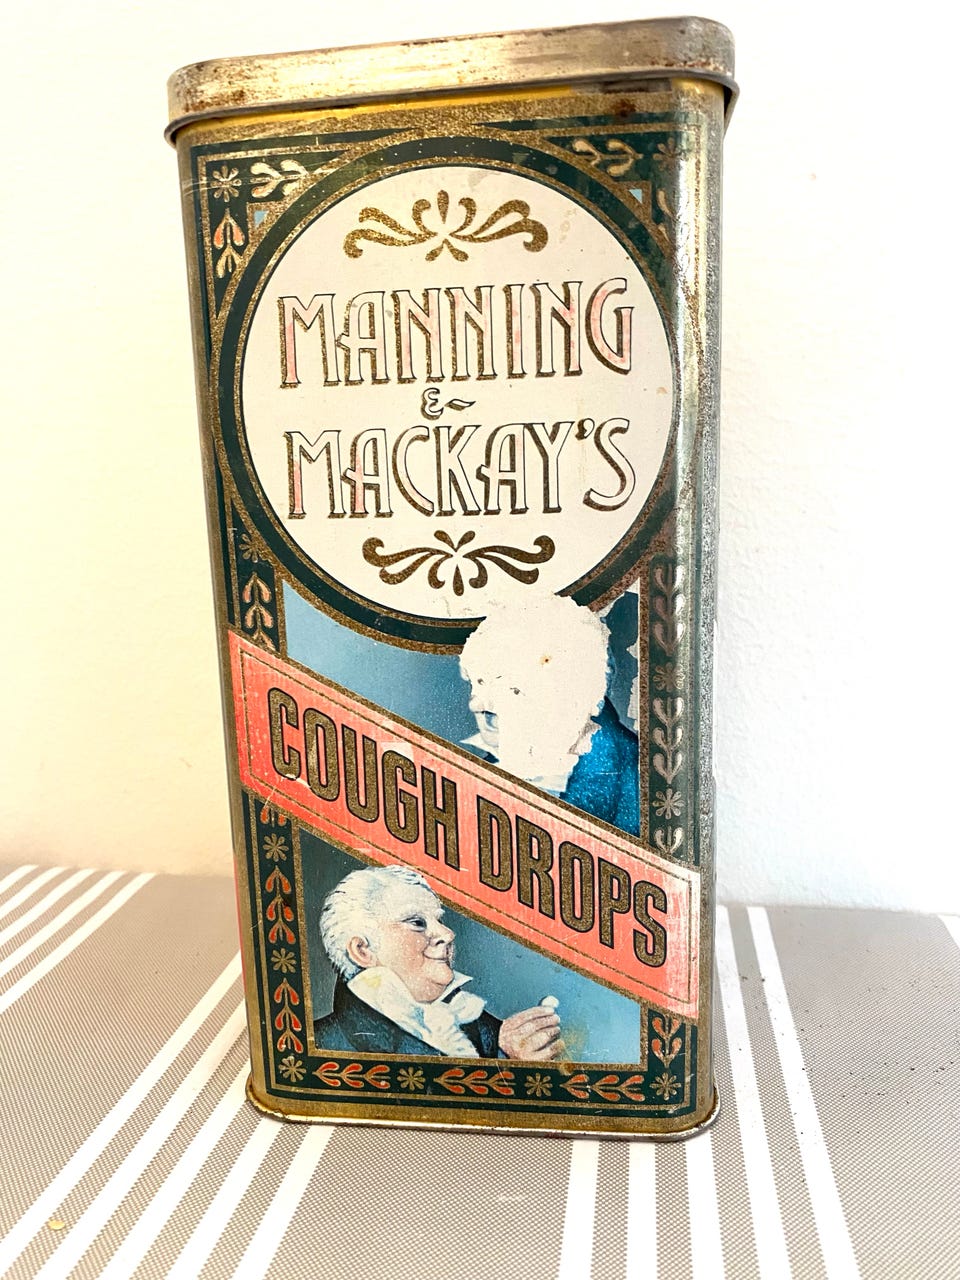 MANNING
&
MACKAY'S
COUGH DROPS